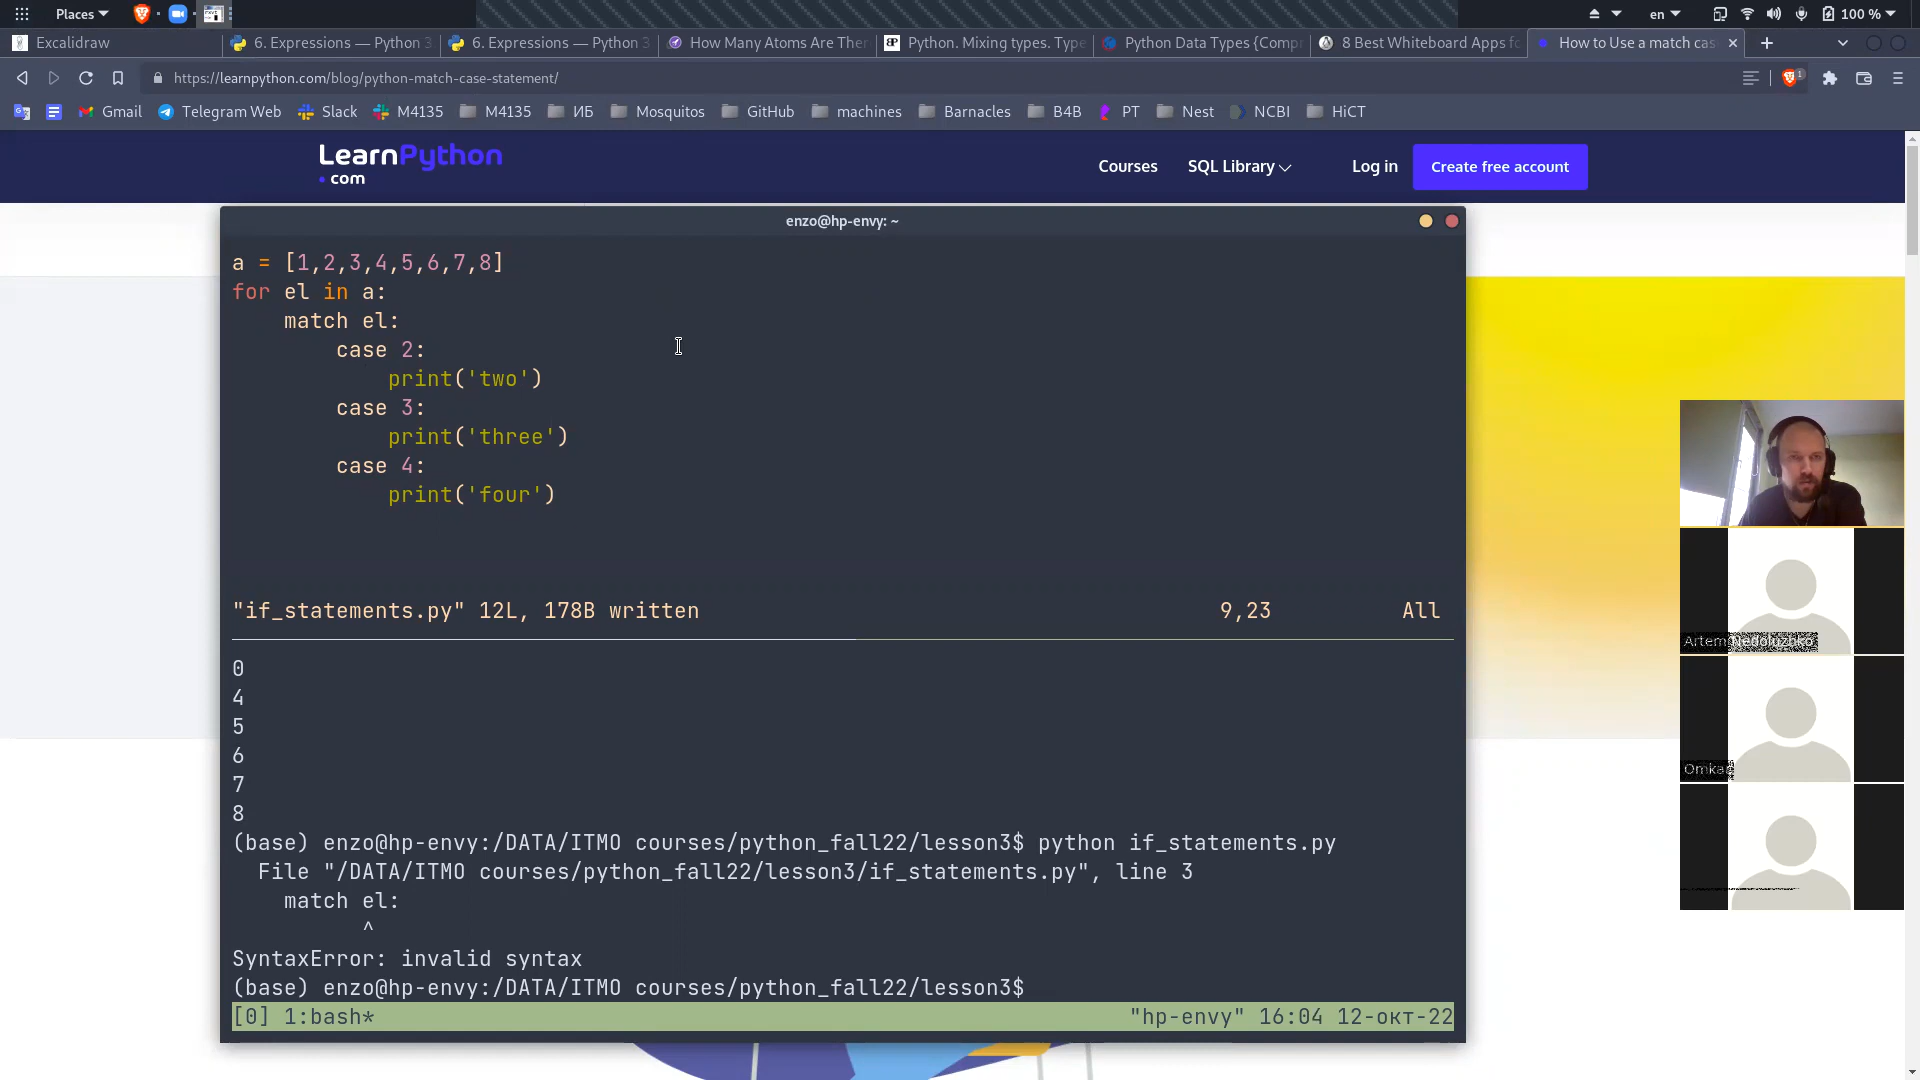 Places
en
100 %
Excalidraw
6. Expressions — Python 3
6. Expressions — Python 3
How Many Atoms Are Ther
Python. Mixing types. Type
Python Data Types {Comp
8 Best Whiteboard Apps fo
How to Use a match cas
https://learnpython.com/blog/python-match-case-statement/
1
Gmail
Telegram Web
Slack
M4135
M4135
ИБ
Mosquitos
GitHub
machines
Barnacles
B4B
PT
Nest
NCBI
HiCT
LearnPython
.com
Courses
SQL Library
Log in
Create free account
enzo@hp-envy: ~
a = [1,2,3,4,5,6,7,8]
for el in a:
    match el:
        case 2:
            print('two')
        case 3:
            print('three')
        case 4:
            print('four')
"if_statements.py" 12L, 178B written 9,23 All
0
4
5
6
7
8
(base) enzo@hp-envy:/DATA/ITMO courses/python_fall22/lesson3$ python if_statements.py
  File "/DATA/ITMO courses/python_fall22/lesson3/if_statements.py", line 3
    match el:
          ^
SyntaxError: invalid syntax
(base) enzo@hp-envy:/DATA/ITMO courses/python_fall22/lesson3$
[0] 1:bash* "hp-envy" 16:04 12-окт-22
Artem Nedoluzhko
Omkar